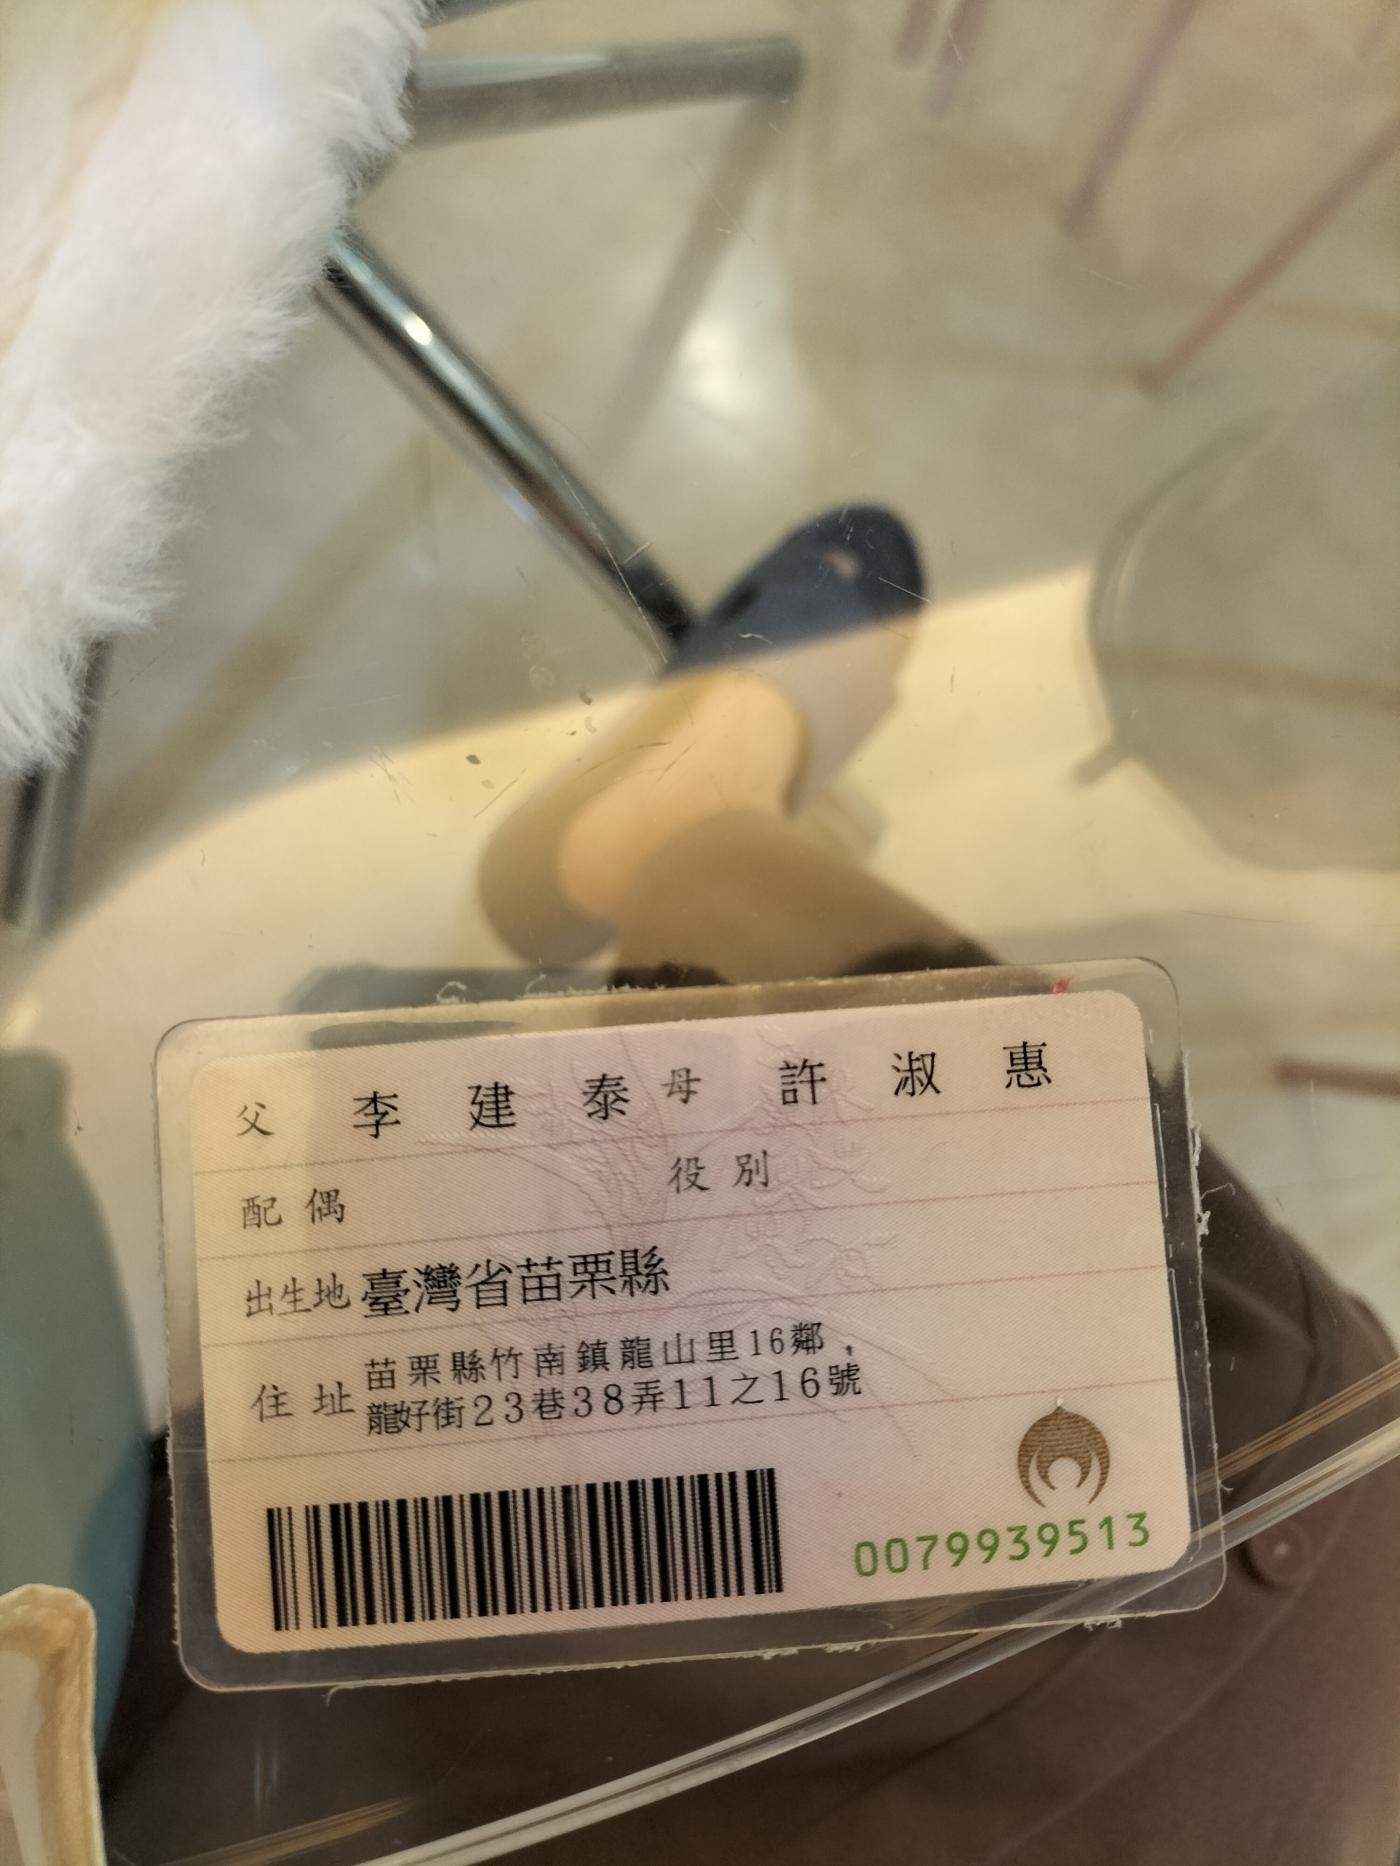 父 李建泰 母 許淑惠
配偶 役別
出生地 臺灣省苗栗縣
住址 苗栗縣竹南鎮龍山里16鄰，
龍好街23巷38弄11之16號
0079939513